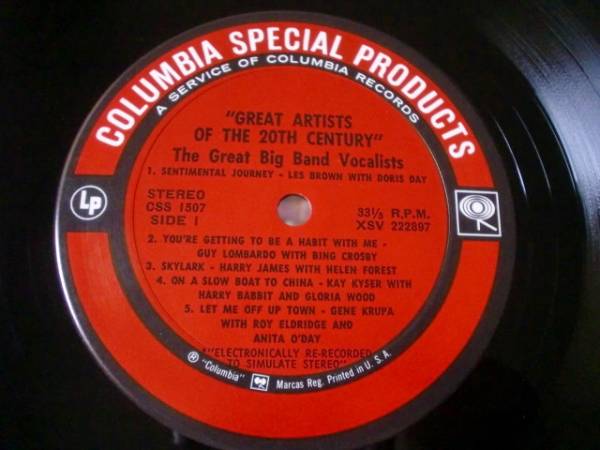 COLUMBIA SPECIAL PRODUCTS
A SERVICE OF COLUMBIA RECORDS
"GREAT ARTISTS
OF THE 20TH CENTURY"
The Great Big Band Vocalists
1. SENTIMENTAL JOURNEY - LES BROWN WITH DORIS DAY
STEREO
CSS 1507
SIDE 1
33⅓ R.P.M.
XSV 222897
LP
2. YOU'RE GETTING TO BE A HABIT WITH ME -
GUY LOMBARDO WITH BING CROSBY
3. SKYLARK - HARRY JAMES WITH HELEN FOREST
4. ON A SLOW BOAT TO CHINA - KAY KYSER WITH
HARRY BABBIT AND GLORIA WOOD
5. LET ME OFF UP TOWN - GENE KRUPA
WITH ROY ELDRIDGE AND
ANITA O'DAY
"ELECTRONICALLY RE-RECORDED
TO SIMULATE STEREO"
® "Columbia" Marcas Reg. Printed in U.S.A.